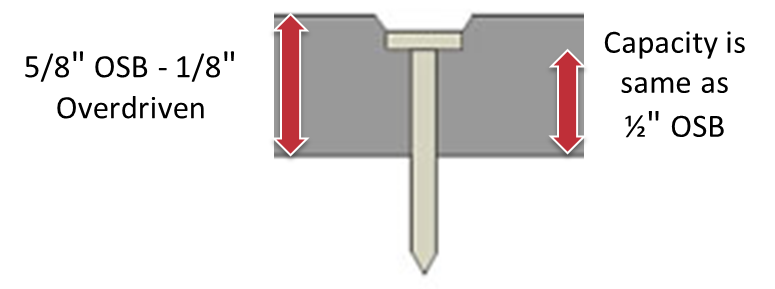 5/8" OSB - 1/8"
Overdriven
Capacity is
same as
½" OSB